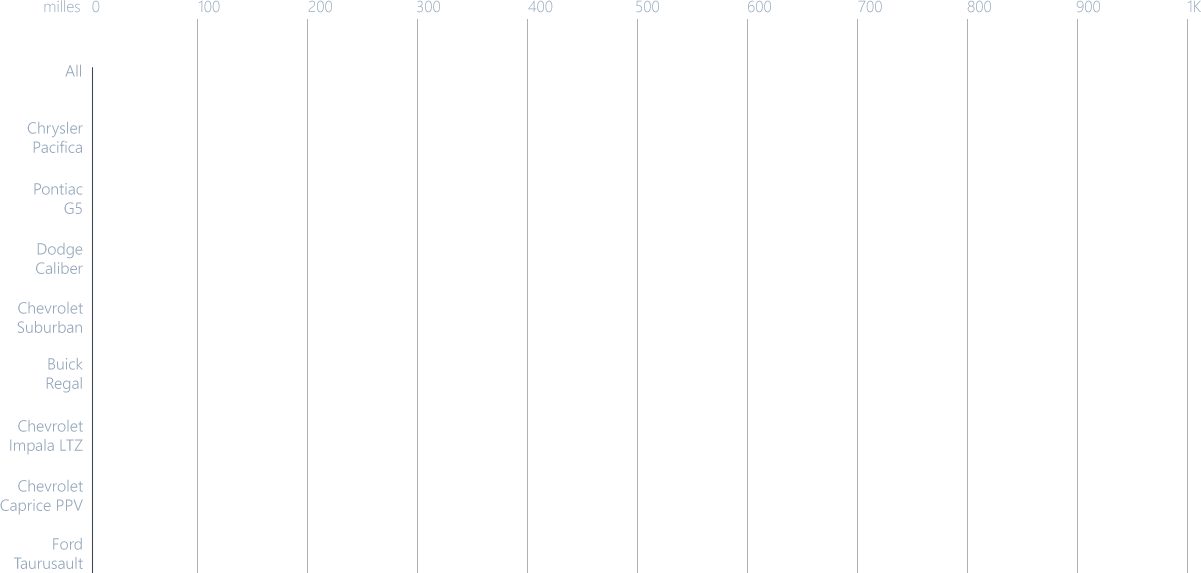 milles 0 100 200 300 400 500 600 700 800 900 1K
All
Chrysler
Pacifica
Pontiac
G5
Dodge
Caliber
Chevrolet
Suburban
Buick
Regal
Chevrolet
Impala LTZ
Chevrolet
Caprice PPV
Ford
Taurusault